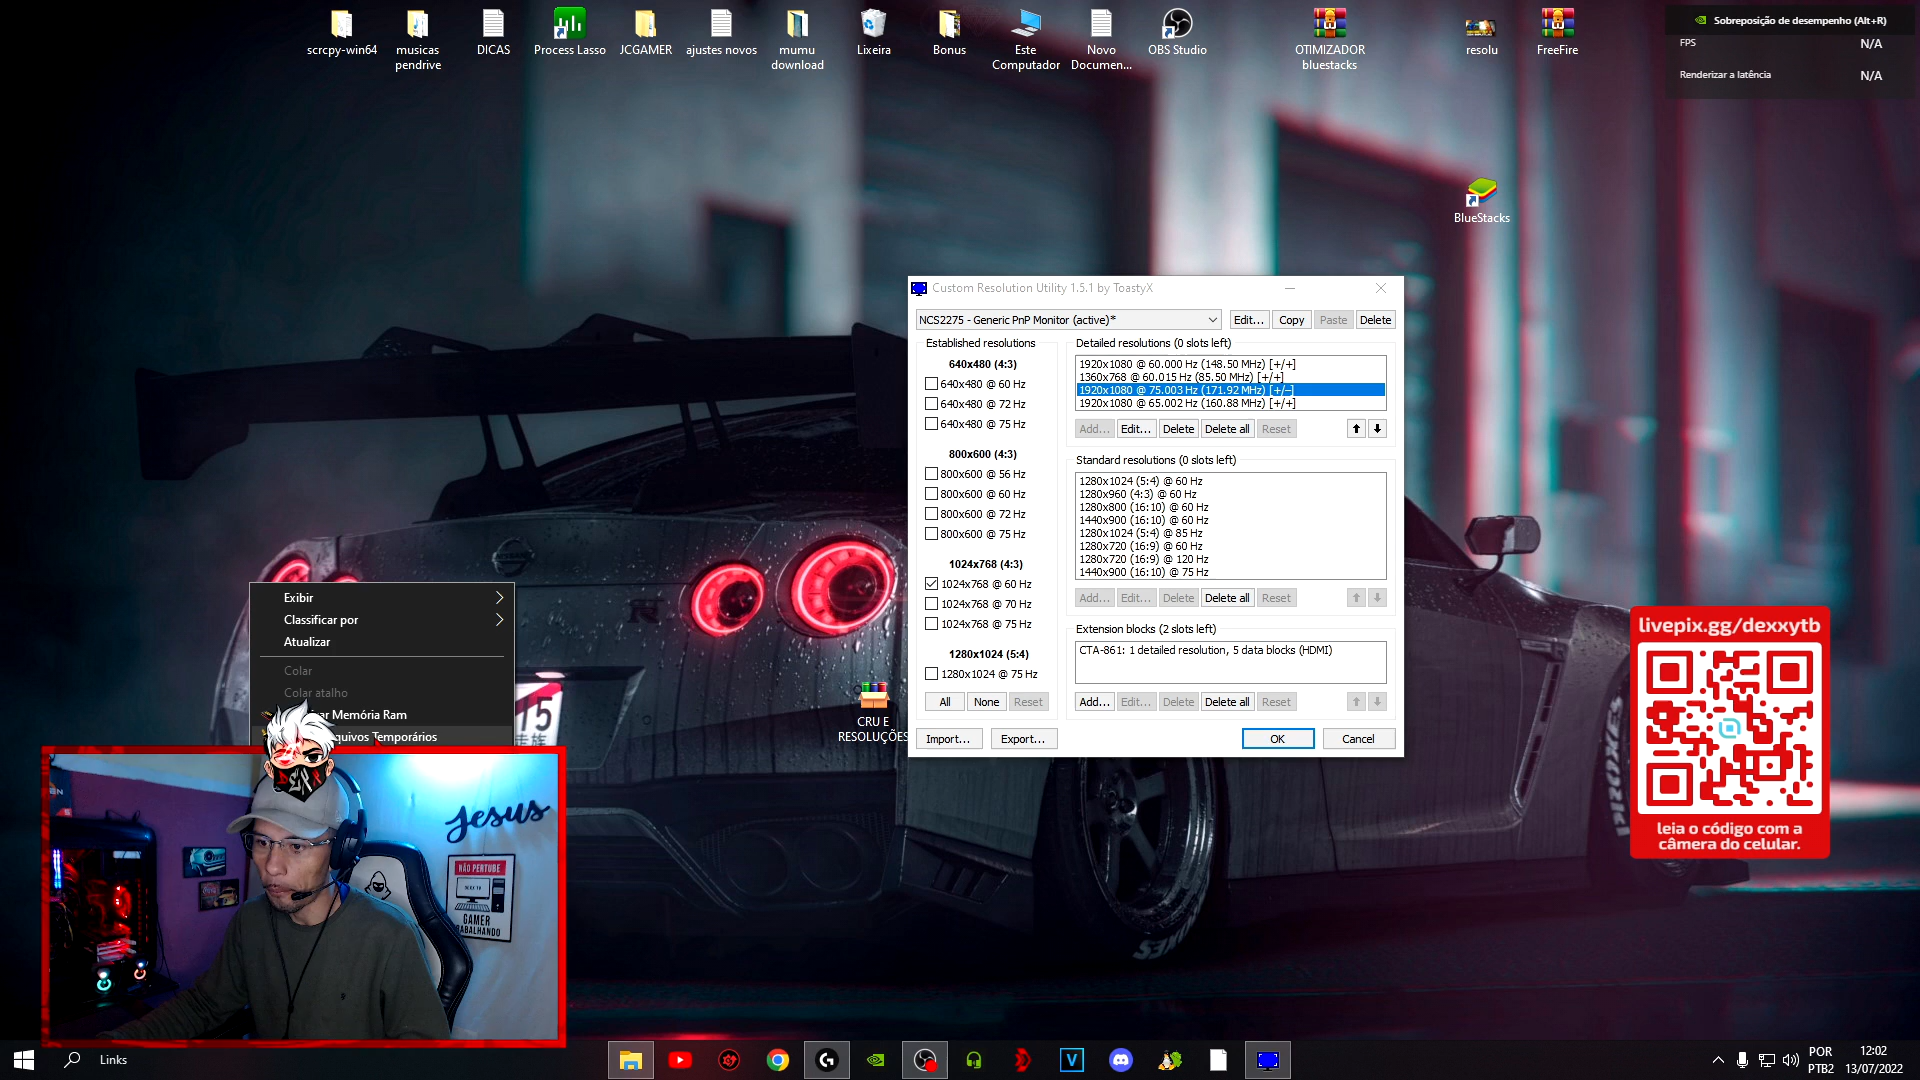 scrcpy-win64
musicas
pendrive
DICAS
Process Lasso
JCGAMER
ajustes novos
mumu
download
Lixeira
Bonus
Este
Computador
Novo
Documen...
OBS Studio
OTIMIZADOR
bluestacks
resolu
FreeFire
Sobreposição de desempenho (Alt+R)
FPS
N/A
Renderizar a latência
N/A
BlueStacks
Custom Resolution Utility 1.5.1 by ToastyX
NCS2275 - Generic PnP Monitor (active)*
Edit...
Copy
Paste
Delete
Established resolutions
640x480 (4:3)
640x480 @ 60 Hz
640x480 @ 72 Hz
640x480 @ 75 Hz
800x600 (4:3)
800x600 @ 56 Hz
800x600 @ 60 Hz
800x600 @ 72 Hz
800x600 @ 75 Hz
1024x768 (4:3)
1024x768 @ 60 Hz
1024x768 @ 70 Hz
1024x768 @ 75 Hz
1280x1024 (5:4)
1280x1024 @ 75 Hz
All
None
Reset
Detailed resolutions (0 slots left)
1920x1080 @ 60.000 Hz (148.50 MHz) [+/+]
1360x768 @ 60.015 Hz (85.50 MHz) [+/+]
1920x1080 @ 75.003 Hz (171.92 MHz) [+/-]
1920x1080 @ 65.002 Hz (160.88 MHz) [+/+]
Add...
Edit...
Delete
Delete all
Reset
Standard resolutions (0 slots left)
1280x1024 (5:4) @ 60 Hz
1280x960 (4:3) @ 60 Hz
1280x800 (16:10) @ 60 Hz
1440x900 (16:10) @ 60 Hz
1280x1024 (5:4) @ 85 Hz
1280x720 (16:9) @ 60 Hz
1280x720 (16:9) @ 120 Hz
1440x900 (16:10) @ 75 Hz
Add...
Edit...
Delete
Delete all
Reset
Extension blocks (2 slots left)
CTA-861: 1 detailed resolution, 5 data blocks (HDMI)
Add...
Edit...
Delete
Delete all
Reset
Import...
Export...
OK
Cancel
Exibir
Classificar por
Atualizar
Colar
Colar atalho
Memória Ram
Temporários
15
CRU E
RESOLUÇÕES
livepix.gg/dexxytb
leia o código com a
câmera do celular.
Jesus
NÃO PERTUBE
GAMER
TRABALHANDO
Links
POR
PTB2
12:02
13/07/2022